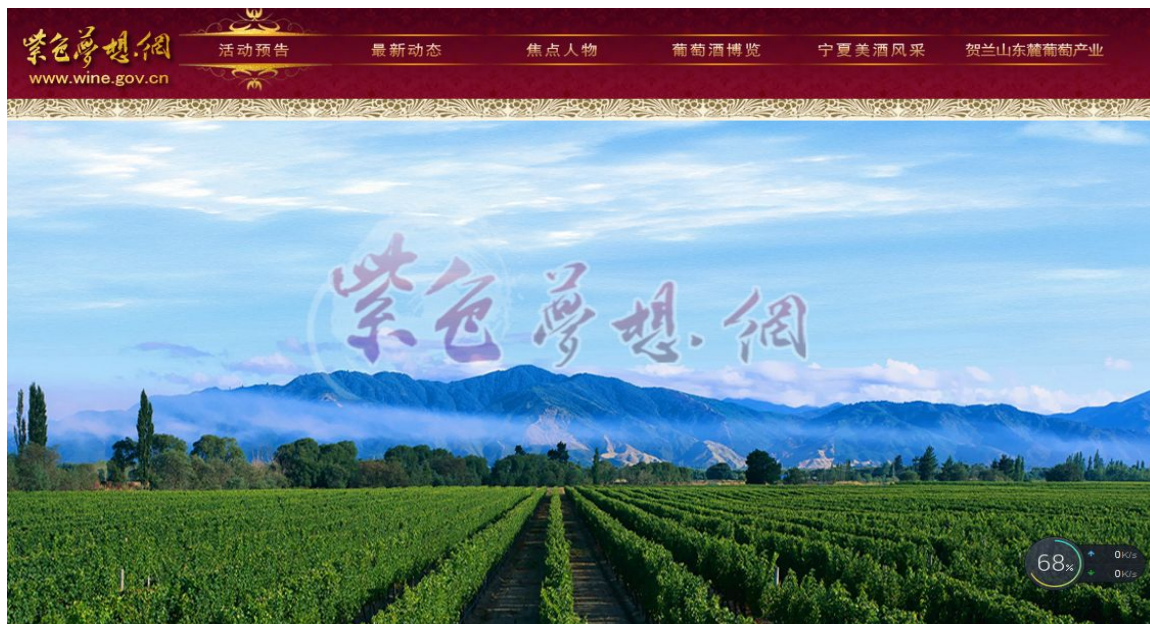 紫色夢想·網
www.wine.gov.cn
活动预告 最新动态 焦点人物 葡萄酒博览 宁夏美酒风采 贺兰山东麓葡萄产业
紫色夢想·網
68%
0K/s
0K/s